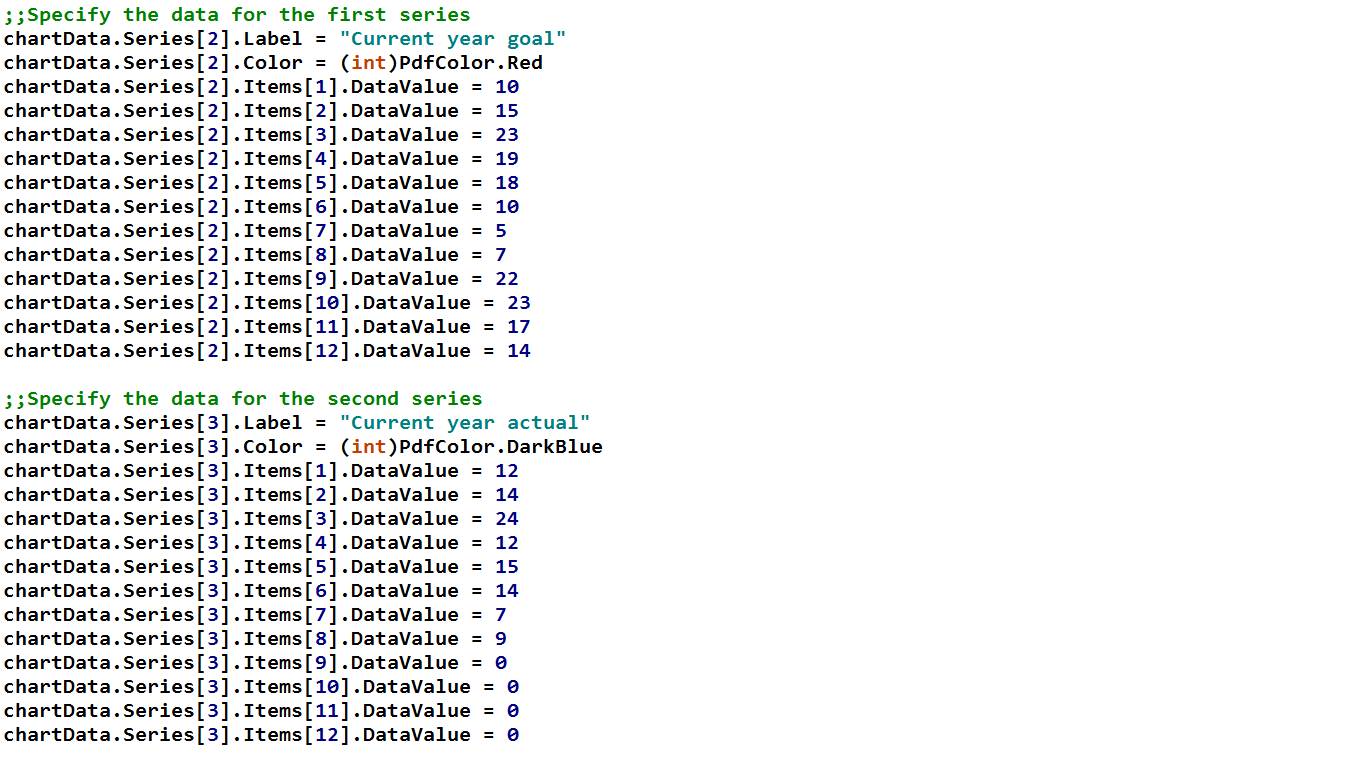 ;;Specify the data for the first series
chartData.Series[2].Label = "Current year goal"
chartData.Series[2].Color = (int)PdfColor.Red
chartData.Series[2].Items[1].DataValue = 10
chartData.Series[2].Items[2].DataValue = 15
chartData.Series[2].Items[3].DataValue = 23
chartData.Series[2].Items[4].DataValue = 19
chartData.Series[2].Items[5].DataValue = 18
chartData.Series[2].Items[6].DataValue = 10
chartData.Series[2].Items[7].DataValue = 5
chartData.Series[2].Items[8].DataValue = 7
chartData.Series[2].Items[9].DataValue = 22
chartData.Series[2].Items[10].DataValue = 23
chartData.Series[2].Items[11].DataValue = 17
chartData.Series[2].Items[12].DataValue = 14

;;Specify the data for the second series
chartData.Series[3].Label = "Current year actual"
chartData.Series[3].Color = (int)PdfColor.DarkBlue
chartData.Series[3].Items[1].DataValue = 12
chartData.Series[3].Items[2].DataValue = 14
chartData.Series[3].Items[3].DataValue = 24
chartData.Series[3].Items[4].DataValue = 12
chartData.Series[3].Items[5].DataValue = 15
chartData.Series[3].Items[6].DataValue = 14
chartData.Series[3].Items[7].DataValue = 7
chartData.Series[3].Items[8].DataValue = 9
chartData.Series[3].Items[9].DataValue = 0
chartData.Series[3].Items[10].DataValue = 0
chartData.Series[3].Items[11].DataValue = 0
chartData.Series[3].Items[12].DataValue = 0